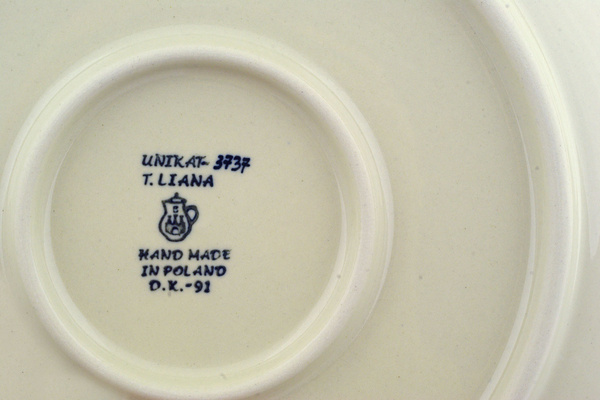 UNIKAT- 3737
T. LIANA
HAND MADE
IN POLAND
D.K.-91